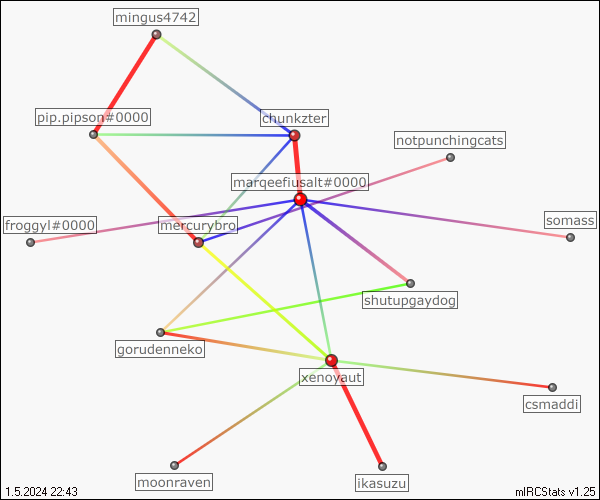 mingus4742
pip.pipson#0000
chunkzter
notpunchingcats
marqeefiusalt#0000
froggyl#0000
mercurybro
somass
shutupgaydog
gorudenneko
xenoyaut
csmaddi
moonraven
ikasuzu
1.5.2024 22:43
mIRCStats v1.25